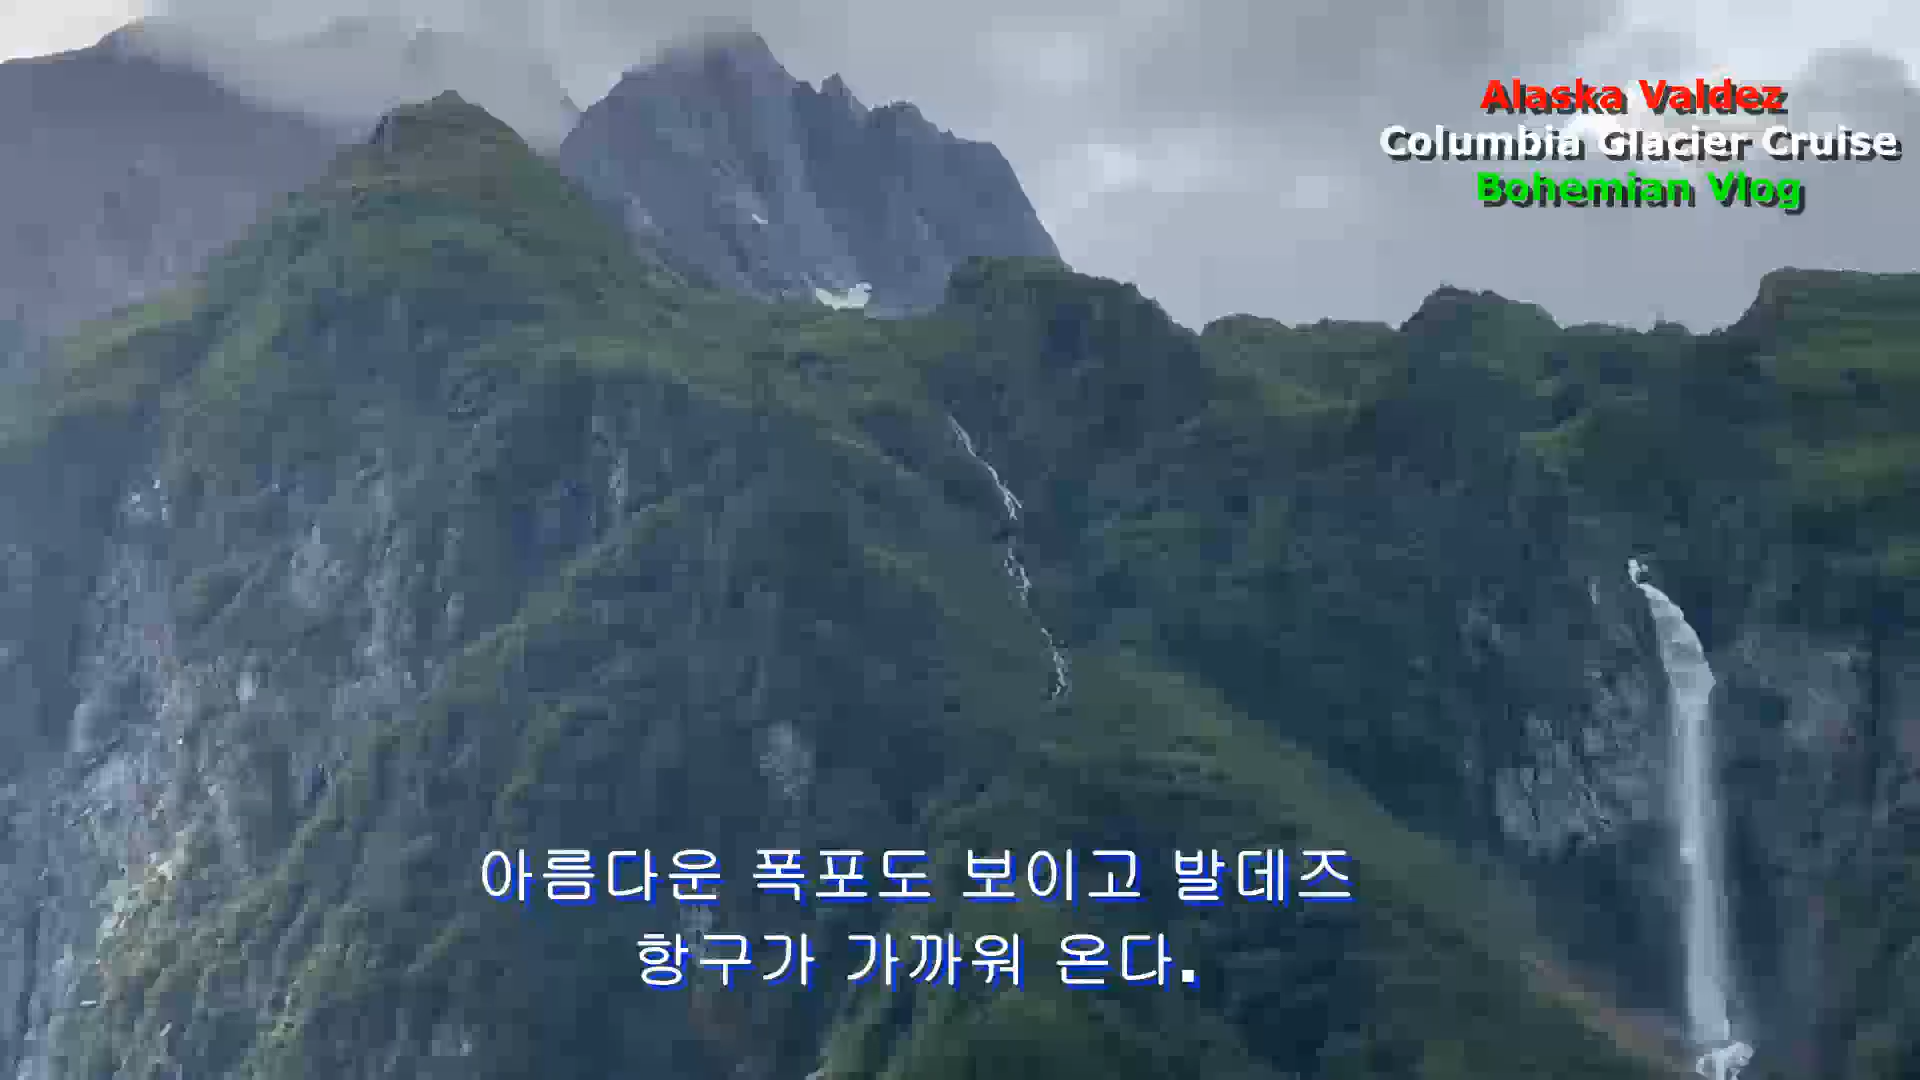 Alaska Valdez
Columbia Glacier Cruise
Bohemian Vlog
아름다운 폭포도 보이고 발데즈
항구가 가까워 온다.